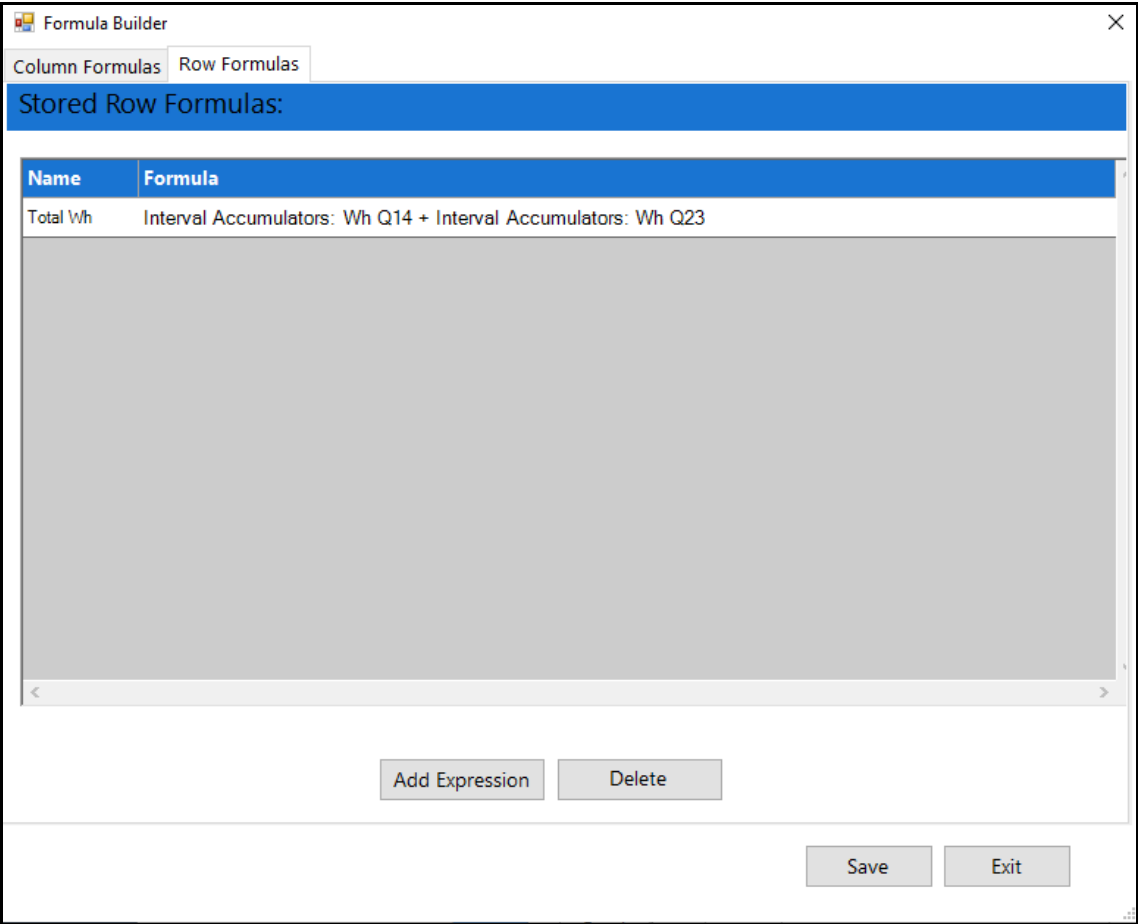 Formula Builder
Column Formulas Row Formulas
Stored Row Formulas:
Name Formula
Total Wh Interval Accumulators: Wh Q14 + Interval Accumulators: Wh Q23
Add Expression Delete
Save Exit